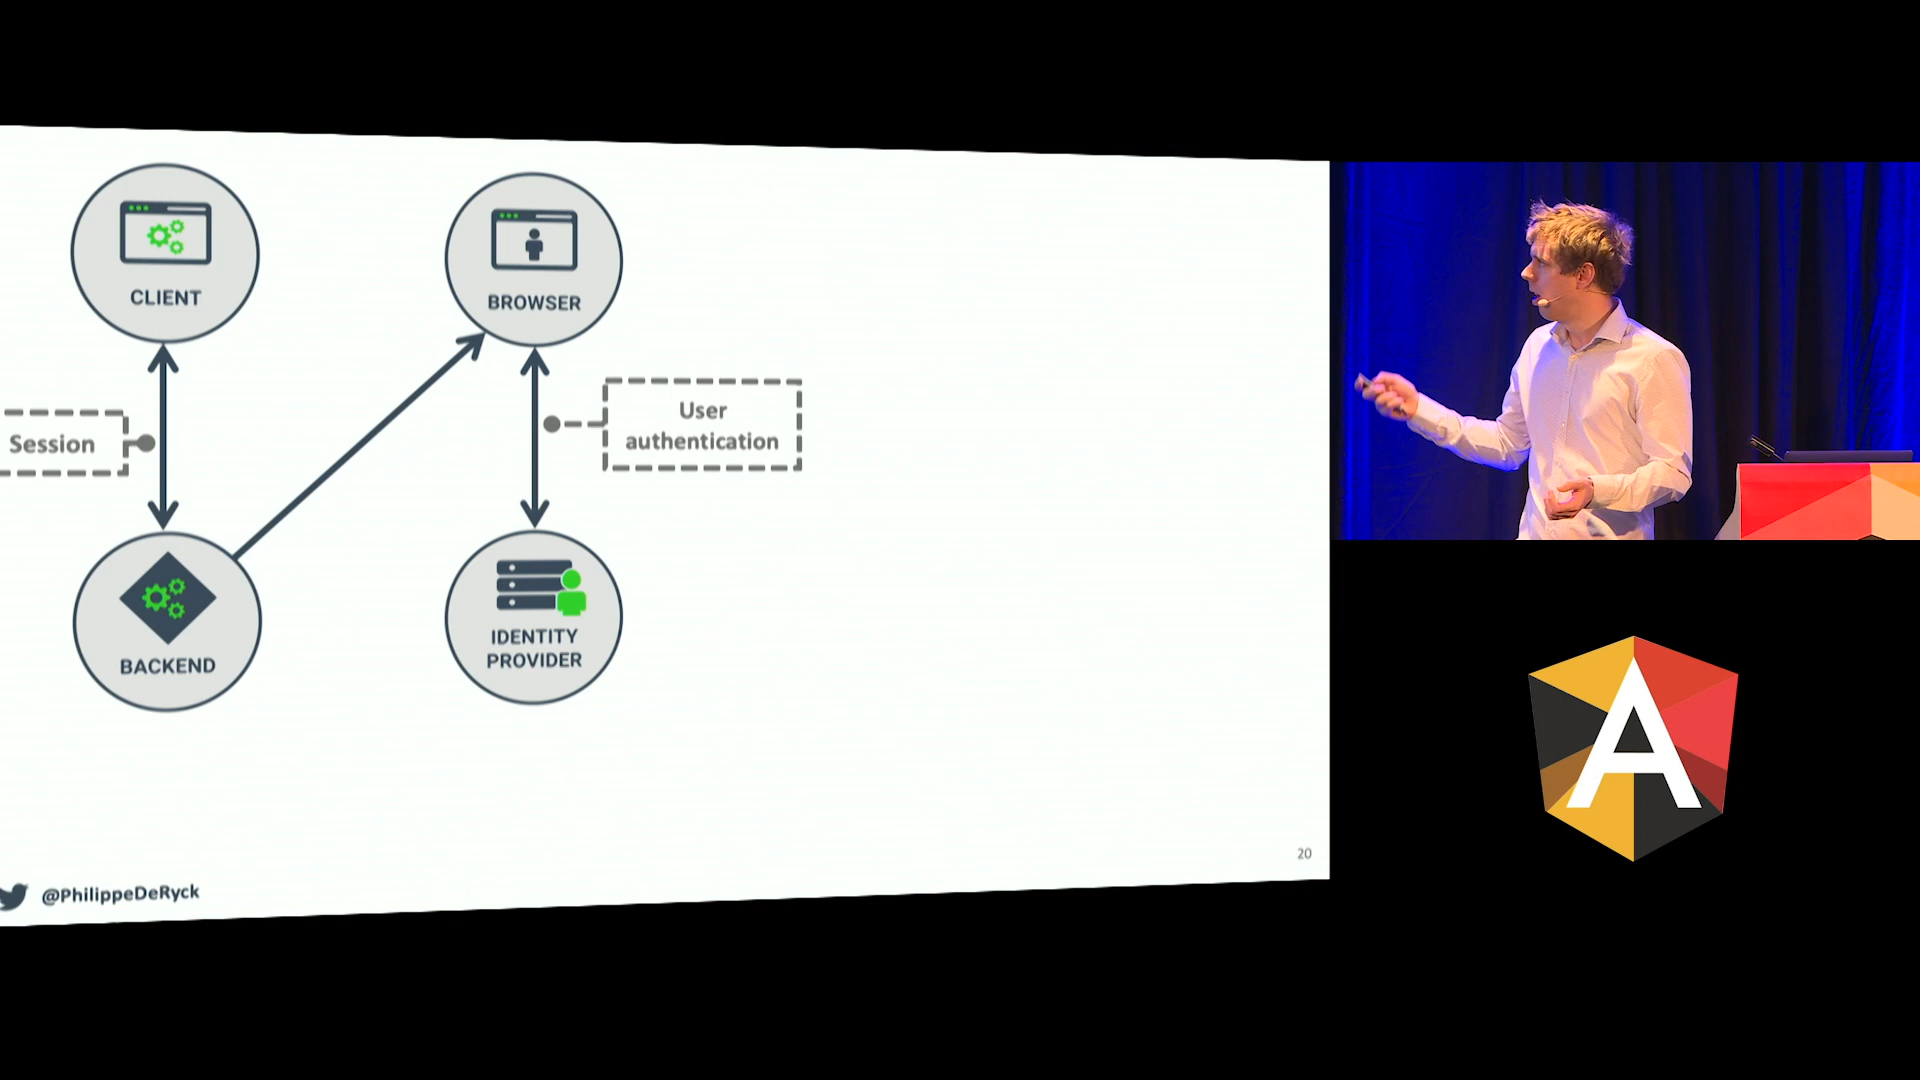 CLIENT
BROWSER
Session
User
authentication
BACKEND
IDENTITY
PROVIDER
20
@PhilippeDeRyck
A